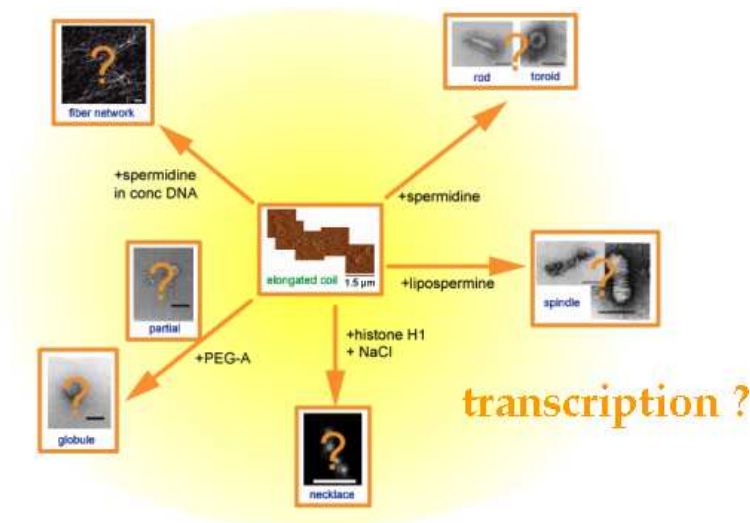 ?
fiber network
?
rod
toroid
+spermidine
in conc DNA
+spermidine
elongated coil
1.5 μm
?
spindle
+lipospermine
?
partial
+histone H1
+ NaCl
+PEG-A
?
globule
transcription ?
?
necklace